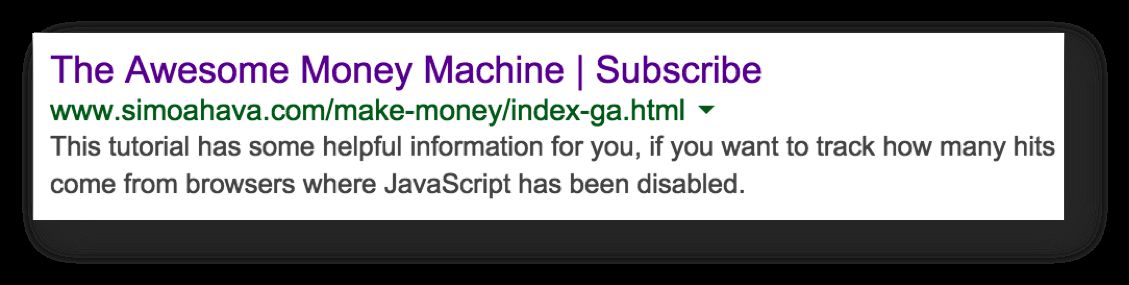 The Awesome Money Machine | Subscribe
www.simoahava.com/make-money/index-ga.html
This tutorial has some helpful information for you, if you want to track how many hits
come from browsers where JavaScript has been disabled.